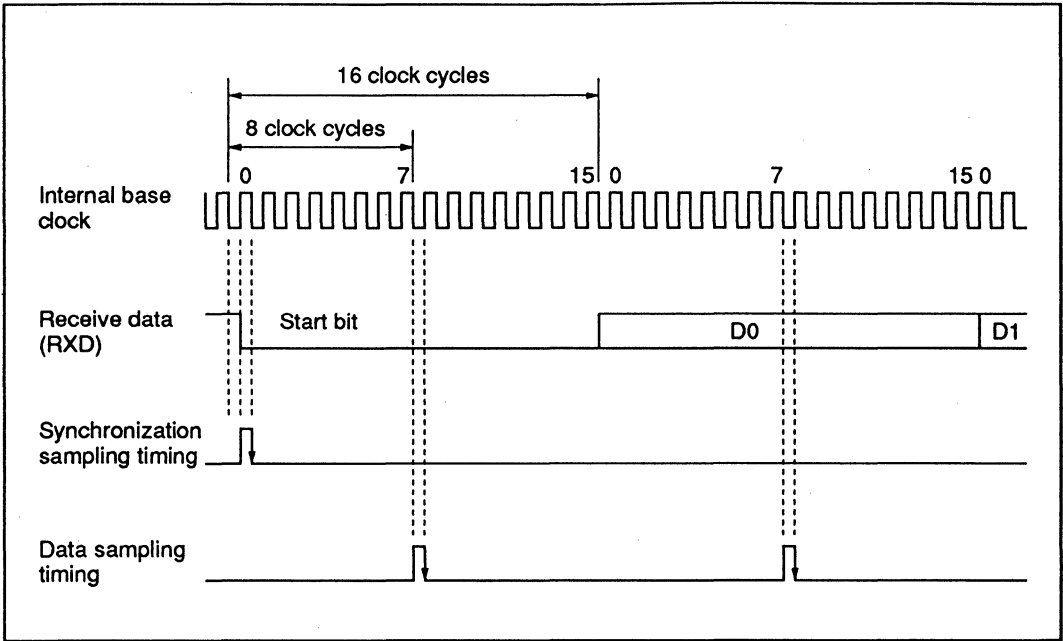 16 clock cycles
8 clock cycles
0 7 15 0 7 15 0
Internal base
clock
Receive data
(RXD)
Start bit D0 D1
Synchronization
sampling timing
Data sampling
timing